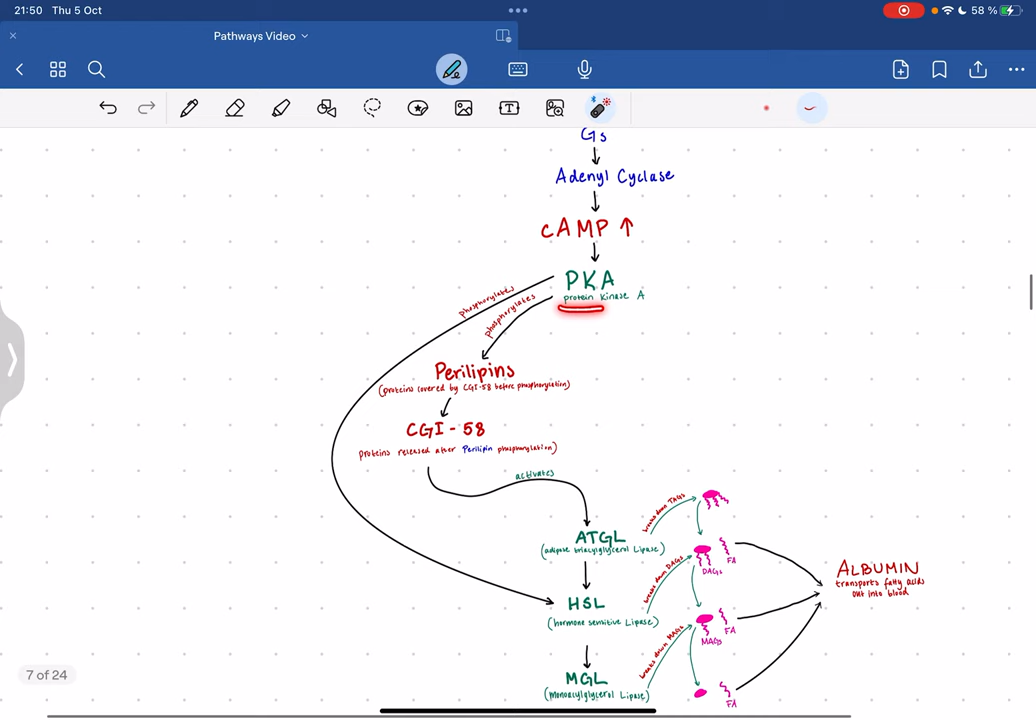 21:50 Thu 5 Oct
58 %
Pathways Video
Gs
Adenyl Cyclase
cAMP ↑
PKA
protein kinase A
phosphorylates
phosphorylates
Perilipins
(proteins covered by CGI-58 before phosphorylation)
CGI-58
proteins released after Perilipin phosphorylation)
activates
ATGL
(adipose triacylglycerol Lipase)
breaks down TAGs
HSL
(hormone sensitive Lipase)
breaks down DAGs
MGL
(monoacylglycerol Lipase)
breaks down MAGs
DAGs
FA
MAGs
FA
FA
ALBUMIN
transports fatty acids
out into blood
7 of 24